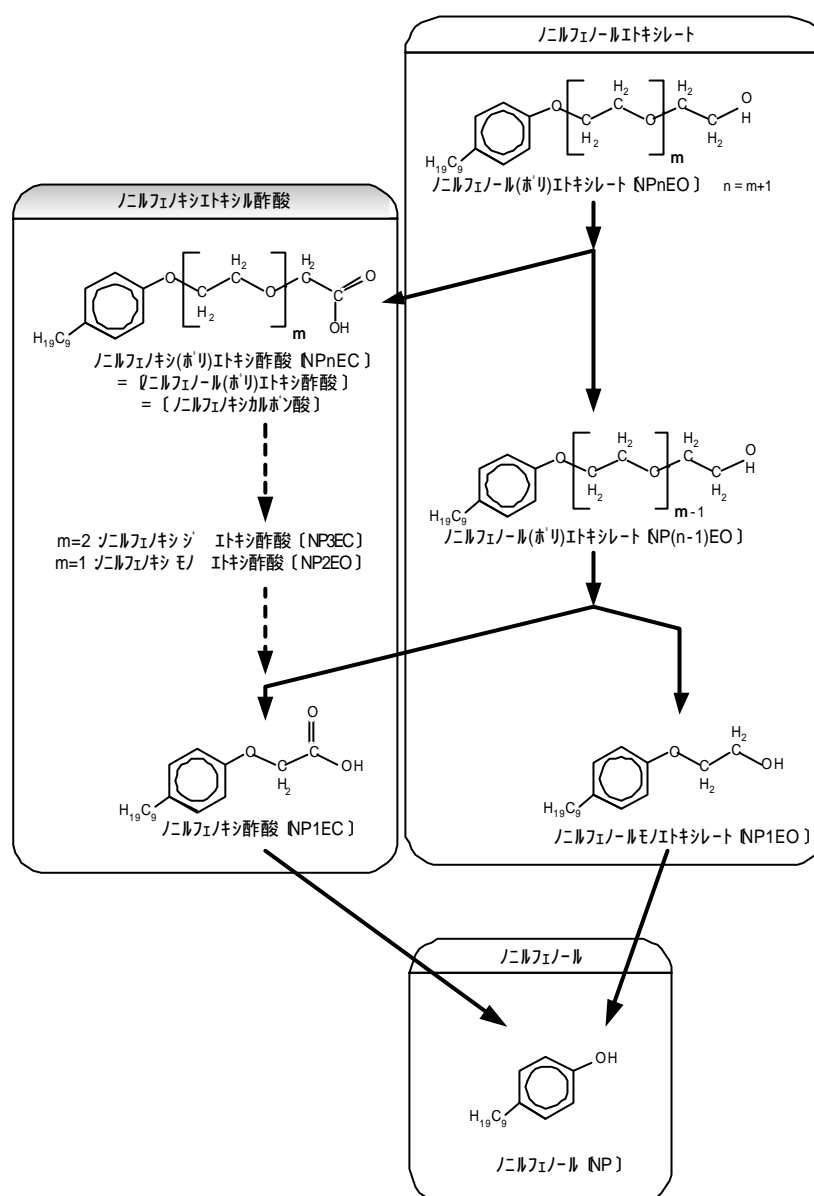 ﾉﾆﾙﾌｪﾉｰﾙｴﾄｷｼﾚｰﾄ
H2
C
O
C
H2
O
H2
C
C
H2
O
H
m
H19C9
ﾉﾆﾙﾌｪﾉｰﾙ(ﾎﾟﾘ)ｴﾄｷｼﾚｰﾄ〔NPnEO〕 n = m+1
ﾉﾆﾙﾌｪﾉｷｼｴﾄｷｼﾙ酢酸
O
C
H2
H2
C
O
H2
C
C
O
OH
m
H19C9
ﾉﾆﾙﾌｪﾉｷｼ(ﾎﾟﾘ)ｴﾄｷｼ酢酸〔NPnEC〕
=〔ﾉﾆﾙﾌｪﾉｰﾙ(ﾎﾟﾘ)ｴﾄｷｼ酢酸〕
=〔ﾉﾆﾙﾌｪﾉｷｼｶﾙﾎﾞﾝ酸〕
m=2 :ﾉﾆﾙﾌｪﾉｷｼ ｼﾞ ｴﾄｷｼ酢酸〔NP3EC〕
m=1 :ﾉﾆﾙﾌｪﾉｷｼ ﾓﾉ ｴﾄｷｼ酢酸〔NP2EO〕
O
C
H2
H2
C
O
H2
C
C
H2
O
H
m-1
H19C9
ﾉﾆﾙﾌｪﾉｰﾙ(ﾎﾟﾘ)ｴﾄｷｼﾚｰﾄ〔NP(n-1)EO〕
O
O
C
H2
C
OH
H19C9
ﾉﾆﾙﾌｪﾉｷｼ酢酸〔NP1EC〕
O
C
H2
H2
C
OH
H19C9
ﾉﾆﾙﾌｪﾉｰﾙﾓﾉｴﾄｷｼﾚｰﾄ〔NP1EO〕
ﾉﾆﾙﾌｪﾉｰﾙ
OH
H19C9
ﾉﾆﾙﾌｪﾉｰﾙ〔NP〕